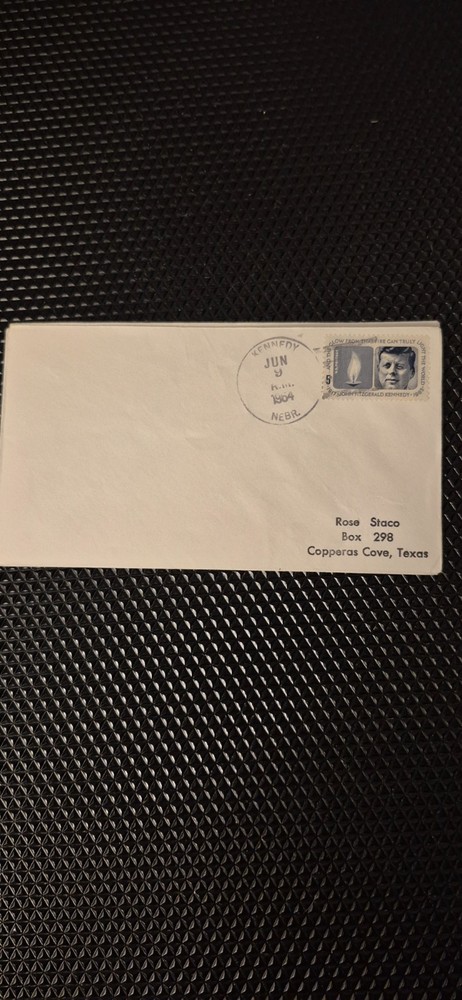 KENNEDY
JUN
9
A.M.
1964
NEBR.
AND THE GLOW FROM THAT FIRE CAN TRULY LIGHT THE WORLD
5
JOHN FITZGERALD KENNEDY
Rose Staco
Box 298
Copperas Cove, Texas